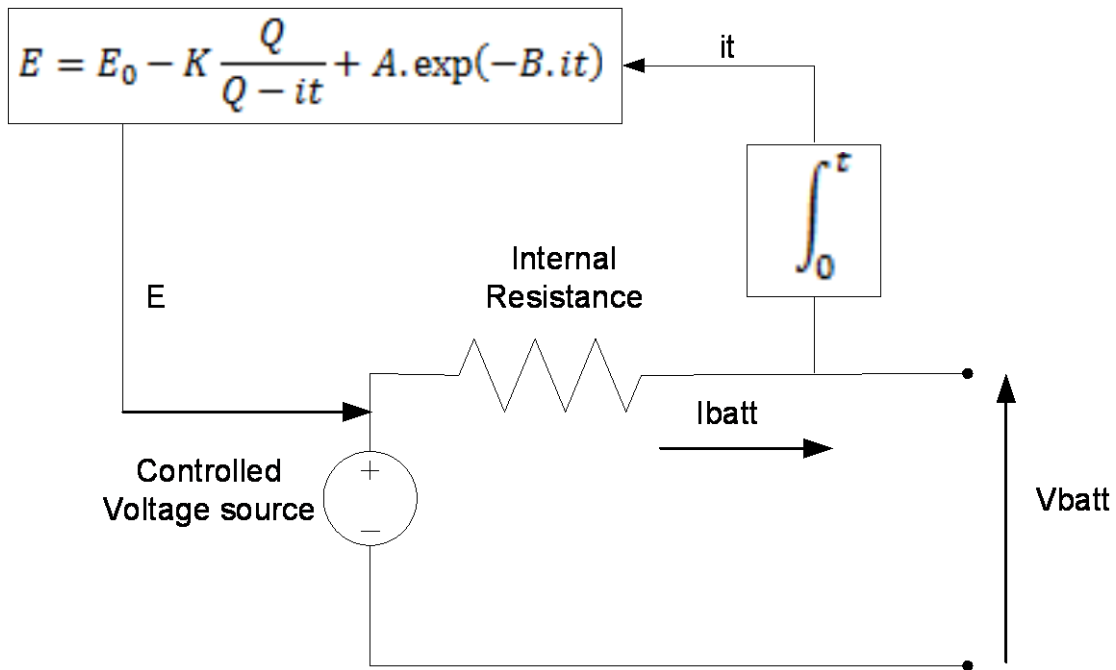 E = E₀ − K Q/(Q − it) + A.exp(−B.it)
it
∫₀ᵗ
Internal
Resistance
E
Ibatt
Controlled
Voltage source
+
−
Vbatt